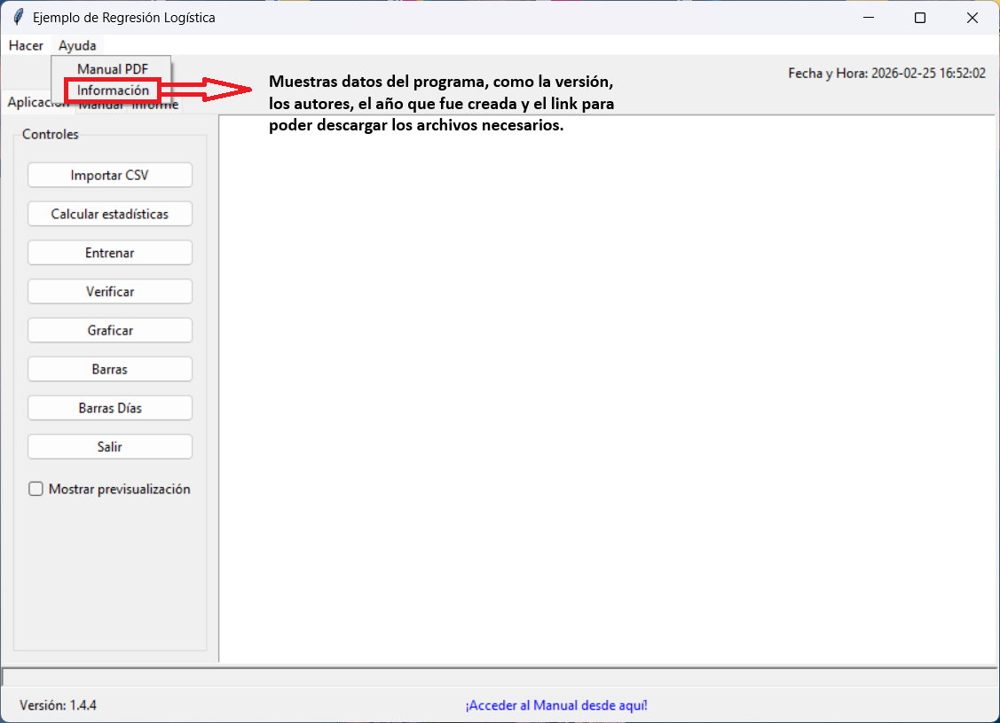 Ejemplo de Regresión Logística
Hacer Ayuda
Manual PDF
Información
Fecha y Hora: 2026-02-25 16:52:02
Muestras datos del programa, como la versión,
los autores, el año que fue creada y el link para
poder descargar los archivos necesarios.
Aplicación Manual Informe
Controles
Importar CSV
Calcular estadísticas
Entrenar
Verificar
Graficar
Barras
Barras Días
Salir
Mostrar previsualización
Versión: 1.4.4
¡Acceder al Manual desde aquí!